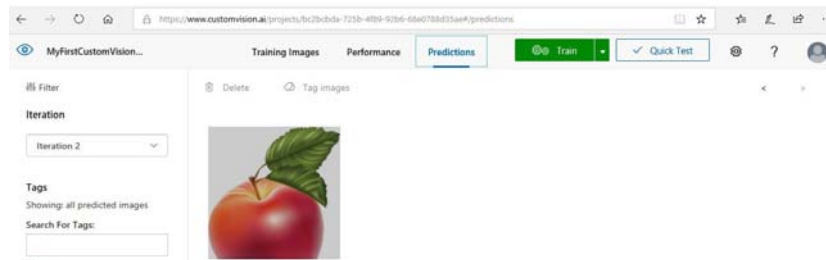 https://www.customvision.ai/projects/bc2bcbda-725b-4f89-92b6-68e0788d35ae#/predictions
MyFirstCustomVision...
Training Images
Performance
Predictions
Train
Quick Test
?
Filter
Delete
Tag images
Iteration
Iteration 2
Tags
Showing: all predicted images
Search For Tags: